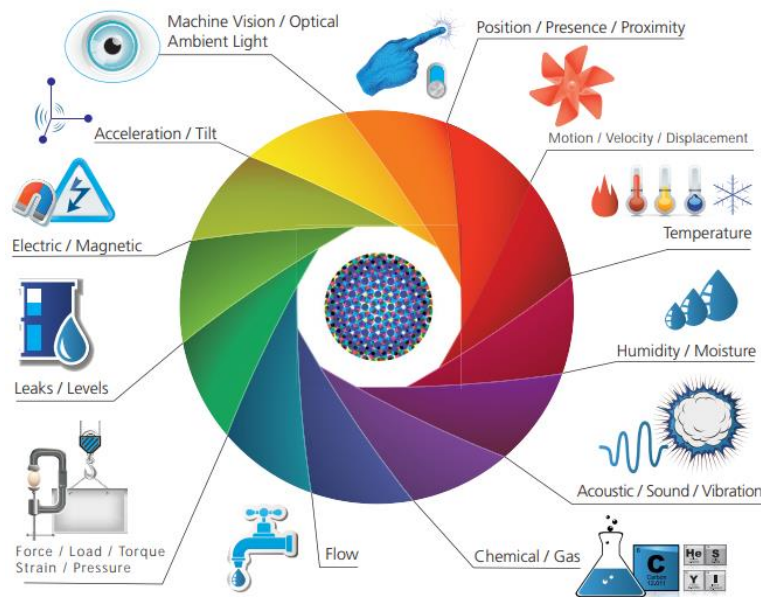 Machine Vision / Optical
Ambient Light
Position / Presence / Proximity
Acceleration / Tilt
Motion / Velocity / Displacement
Temperature
Electric / Magnetic
Humidity / Moisture
Leaks / Levels
Acoustic / Sound / Vibration
Force / Load / Torque
Strain / Pressure
Flow
Chemical / Gas
C
Carbon
He
S
Y
I